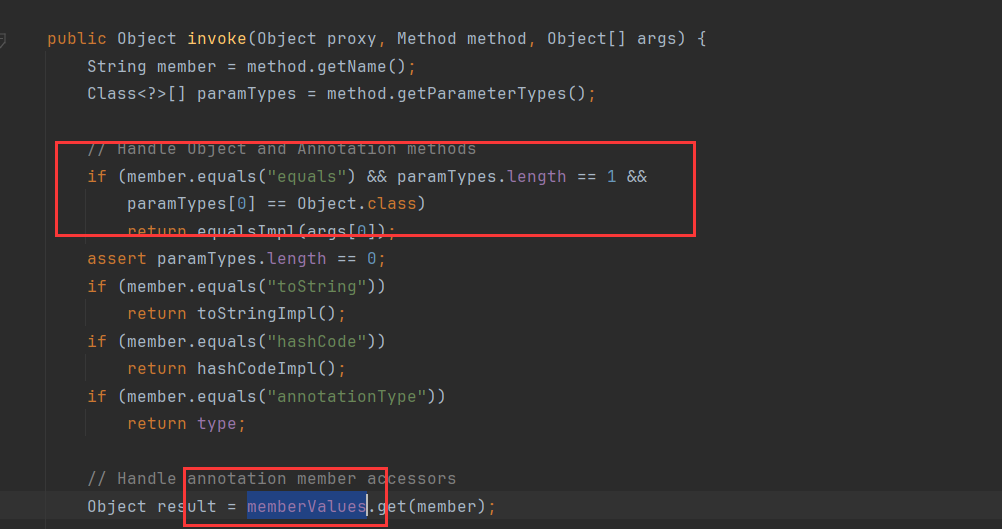 public Object invoke(Object proxy, Method method, Object[] args) {
String member = method.getName();
Class<?>[] paramTypes = method.getParameterTypes();
// Handle Object and Annotation methods
if (member.equals("equals") && paramTypes.length == 1 &&
paramTypes[0] == Object.class)
return equalsImpl(args[0]);
assert paramTypes.length == 0;
if (member.equals("toString"))
return toStringImpl();
if (member.equals("hashCode"))
return hashCodeImpl();
if (member.equals("annotationType"))
return type;
// Handle annotation member accessors
Object result = memberValues.get(member);